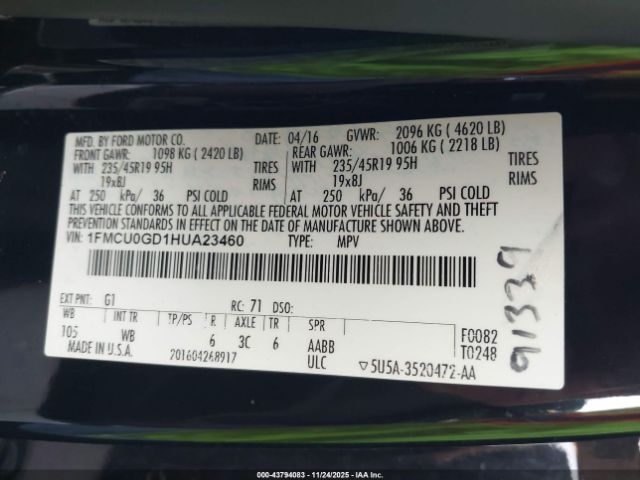 MFD. BY FORD MOTOR CO. DATE: 04/16 GVWR: 2096 KG ( 4620 LB)
FRONT GAWR: 1098 KG ( 2420 LB) REAR GAWR: 1006 KG ( 2218 LB)
WITH 235/45R19 95H TIRES WITH 235/45R19 95H TIRES
19x8J RIMS 19x8J RIMS
AT 250 kPa/ 36 PSI COLD AT 250 kPa/ 36 PSI COLD
THIS VEHICLE CONFORMS TO ALL APPLICABLE FEDERAL MOTOR VEHICLE SAFETY AND THEFT
PREVENTION STANDARDS IN EFFECT ON THE DATE OF MANUFACTURE SHOWN ABOVE.
VIN: 1FMCU0GD1HUA23460 TYPE: MPV
EXT PNT: G1 RC: 71 DSO:
WB INT TR TP/PS R AXLE TR SPR
105 WB 6 3C 6 AABB
F0082
T0248
MADE IN U.S.A. 201604268917 ULC
▽5U5A-3520472-AA
91339
000-43794083 - 11/24/2025 - IAAI.COM